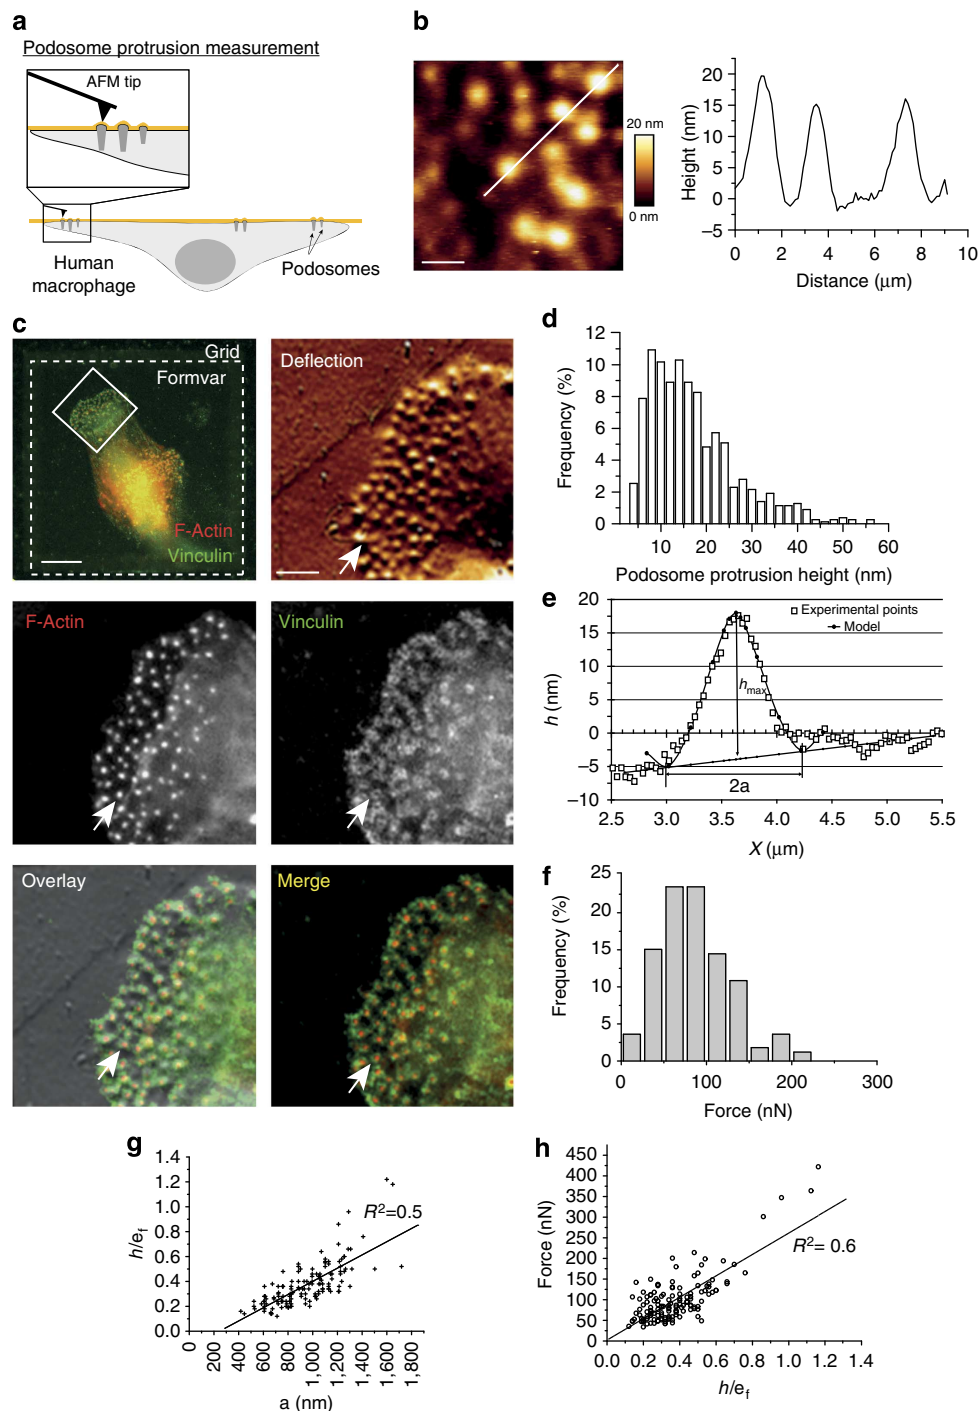 a
Podosome protrusion measurement
AFM tip
Human
macrophage
Podosomes
b
20 nm
0 nm
Height (nm)
20
15
10
5
0
−5
0 2 4 6 8 10
Distance (μm)
c
Grid
Formvar
F-Actin
Vinculin
Deflection
F-Actin
Vinculin
Overlay
Merge
d
Frequency (%)
12
10
8
6
4
2
0
10 20 30 40 50 60
Podosome protrusion height (nm)
e
h (nm)
20
15
10
5
0
−5
−10
Experimental points
Model
hmax
2a
2.5 3.0 3.5 4.0 4.5 5.0 5.5
X (μm)
f
Frequency (%)
25
20
15
10
5
0
0 100 200 300
Force (nN)
g
h/ef
1.4
1.2
1.0
0.8
0.6
0.4
0.2
0.0
R²=0.5
0 200 400 600 800 1,000 1,200 1,400 1,600 1,800
a (nm)
h
Force (nN)
450
400
350
300
250
200
150
100
50
0
R²= 0.6
0.0 0.2 0.4 0.6 0.8 1.0 1.2 1.4
h/ef